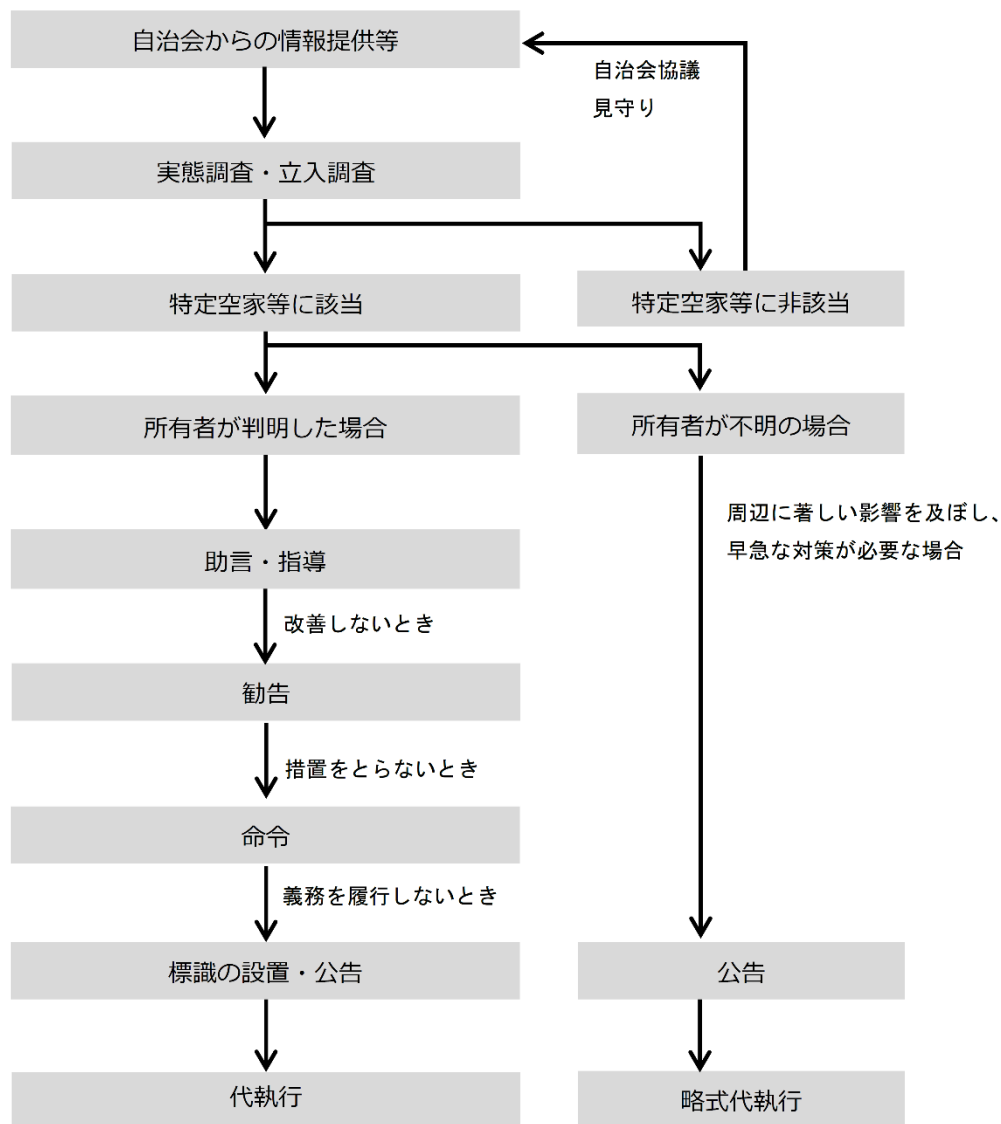 自治会からの情報提供等
自治会協議
見守り
実態調査・立入調査
特定空家等に該当
特定空家等に非該当
所有者が判明した場合
所有者が不明の場合
周辺に著しい影響を及ぼし、
早急な対策が必要な場合
助言・指導
改善しないとき
勧告
措置をとらないとき
命令
義務を履行しないとき
標識の設置・公告
公告
代執行
略式代執行